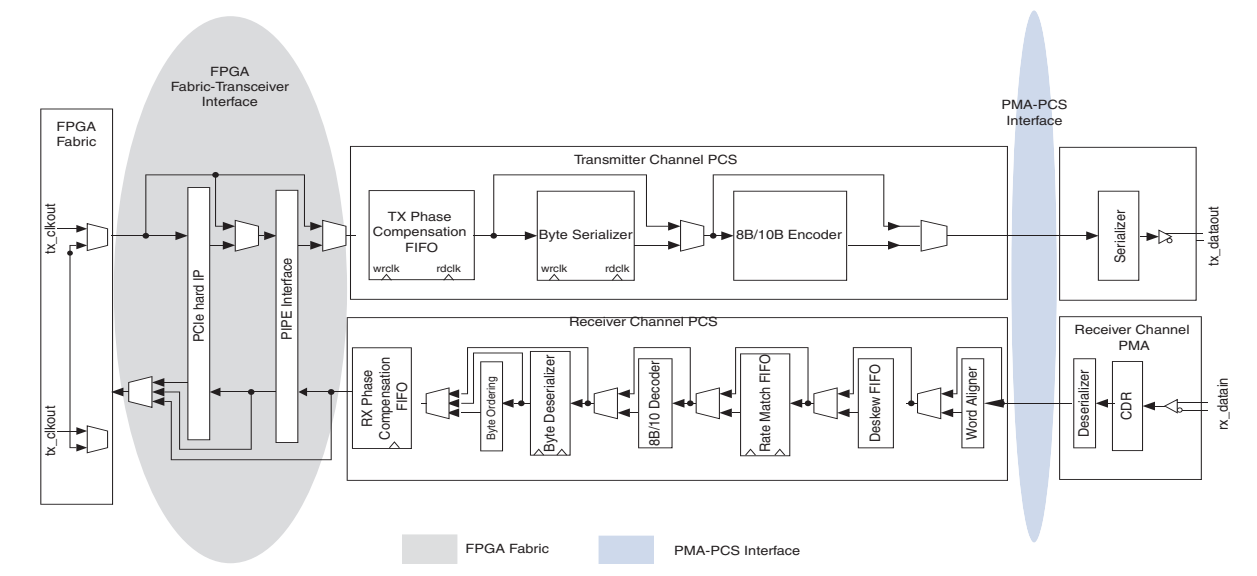 FPGA
Fabric-Transceiver
Interface
PMA-PCS
Interface
FPGA
Fabric
Transmitter Channel PCS
tx_clkout
PCIe hard IP
PIPE Interface
TX Phase
Compensation
FIFO
wrclk
rdclk
Byte Serializer
wrclk
rdclk
8B/10B Encoder
Serializer
tx_dataout
Receiver Channel PCS
Receiver Channel
PMA
tx_clkout
RX Phase
Compensation
FIFO
Byte Ordering
Byte Deserializer
8B/10 Decoder
Rate Match FIFO
Deskew FIFO
Word Aligner
Deserializer
CDR
rx_datain
FPGA Fabric
PMA-PCS Interface